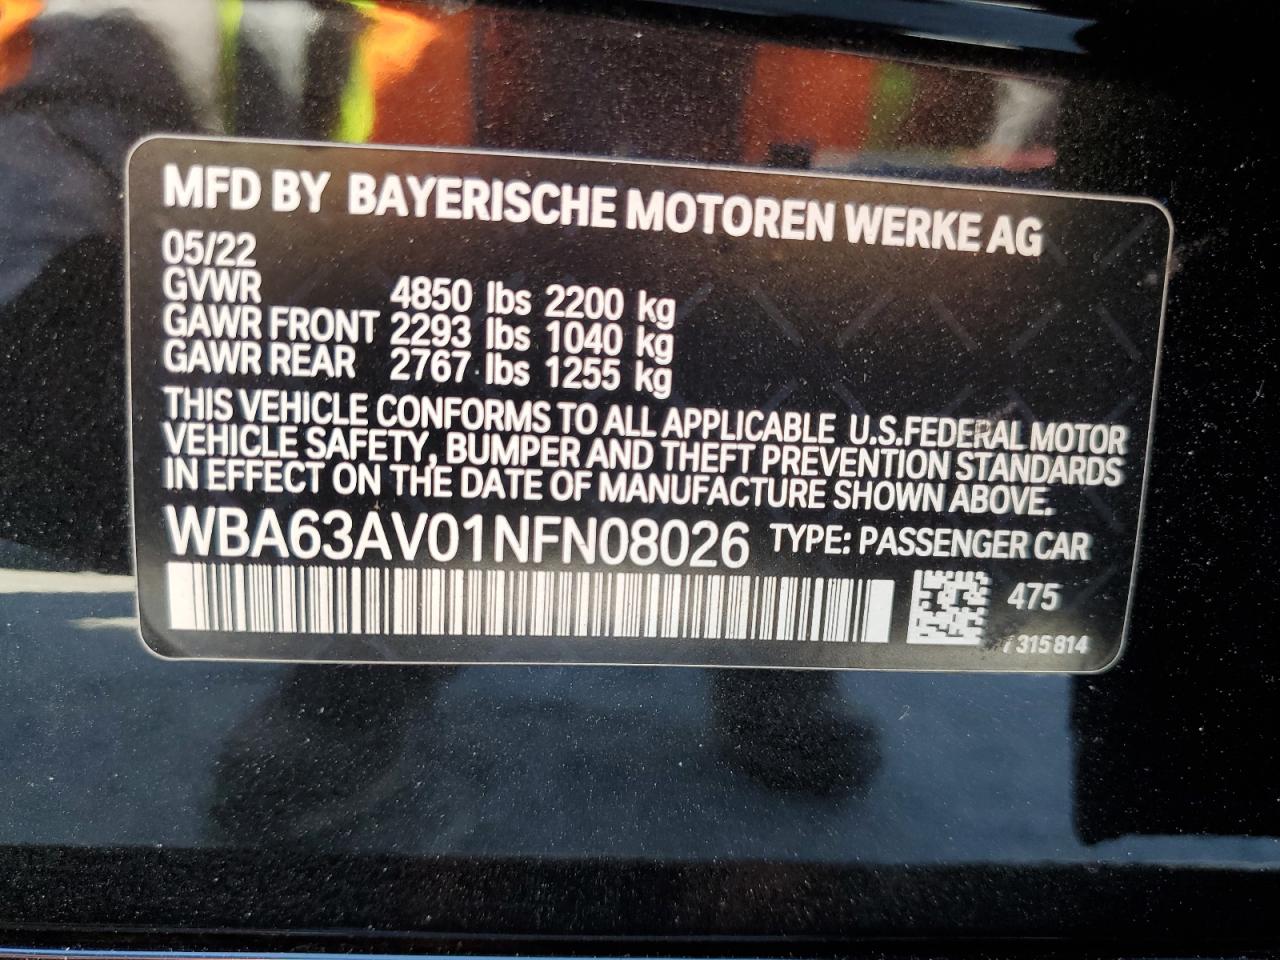 MFD BY BAYERISCHE MOTOREN WERKE AG
05/22
GVWR 4850 lbs 2200 kg
GAWR FRONT 2293 lbs 1040 kg
GAWR REAR 2767 lbs 1255 kg
THIS VEHICLE CONFORMS TO ALL APPLICABLE U.S.FEDERAL MOTOR
VEHICLE SAFETY, BUMPER AND THEFT PREVENTION STANDARDS
IN EFFECT ON THE DATE OF MANUFACTURE SHOWN ABOVE.
WBA63AV01NFN08026 TYPE: PASSENGER CAR
475
315 814